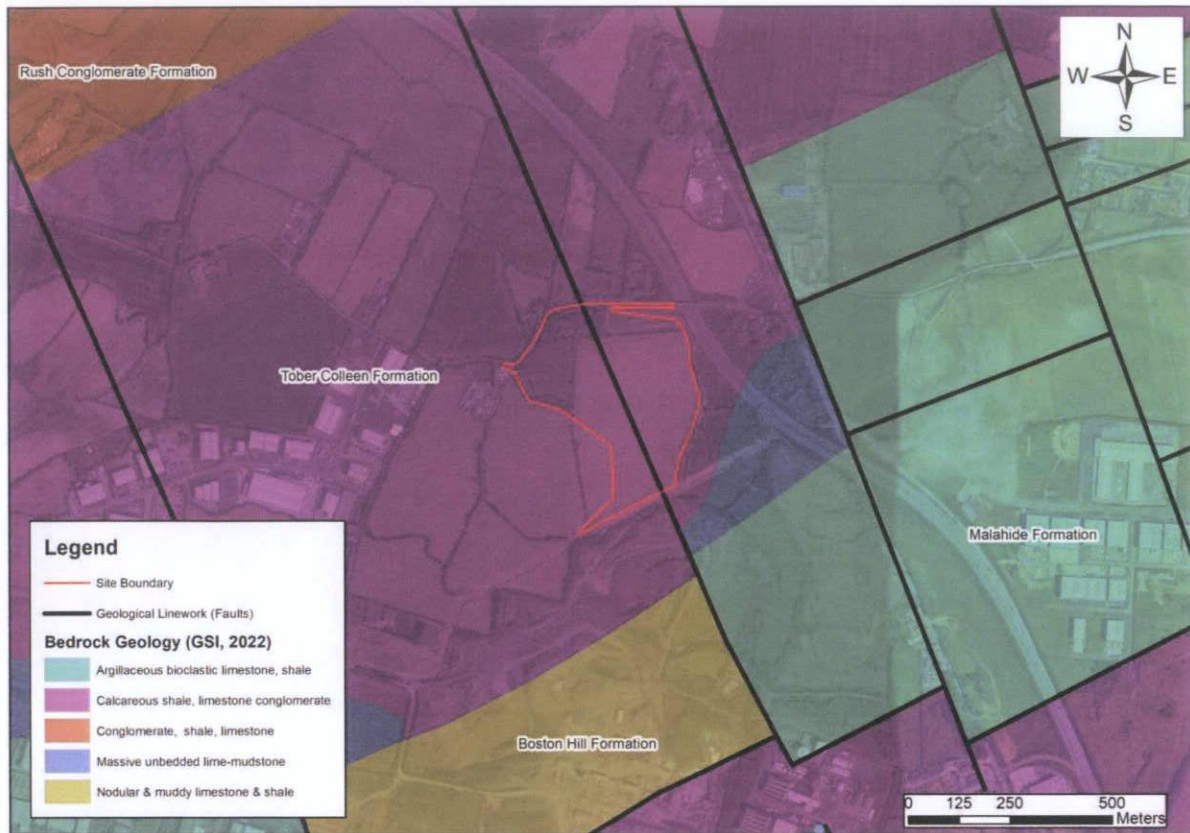 Rush Conglomerate Formation
N
W E
S
Tober Colleen Formation
Malahide Formation
Boston Hill Formation
Legend
Site Boundary
Geological Linework (Faults)
Bedrock Geology (GSI, 2022)
Argillaceous bioclastic limestone, shale
Calcareous shale, limestone conglomerate
Conglomerate, shale, limestone
Massive unbedded lime-mudstone
Nodular & muddy limestone & shale
0 125 250 500
Meters